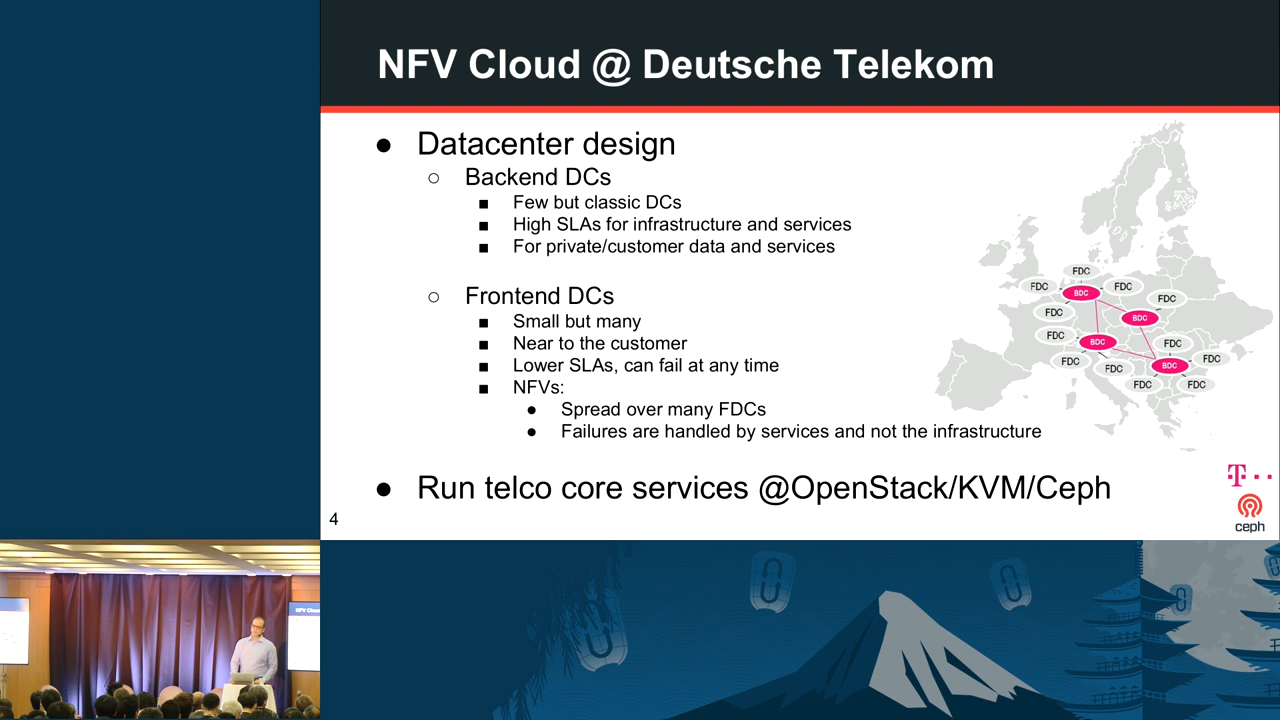 NFV Cloud @ Deutsche Telekom
● Datacenter design
○ Backend DCs
■ Few but classic DCs
■ High SLAs for infrastructure and services
■ For private/customer data and services
○ Frontend DCs
■ Small but many
■ Near to the customer
■ Lower SLAs, can fail at any time
■ NFVs:
● Spread over many FDCs
● Failures are handled by services and not the infrastructure
● Run telco core services @OpenStack/KVM/Ceph
4
FDC
FDC
BDC
FDC
FDC
FDC
BDC
FDC
BDC
FDC
FDC
FDC
BDC
FDC
FDC
FDC
T
ceph
NFV Cloud